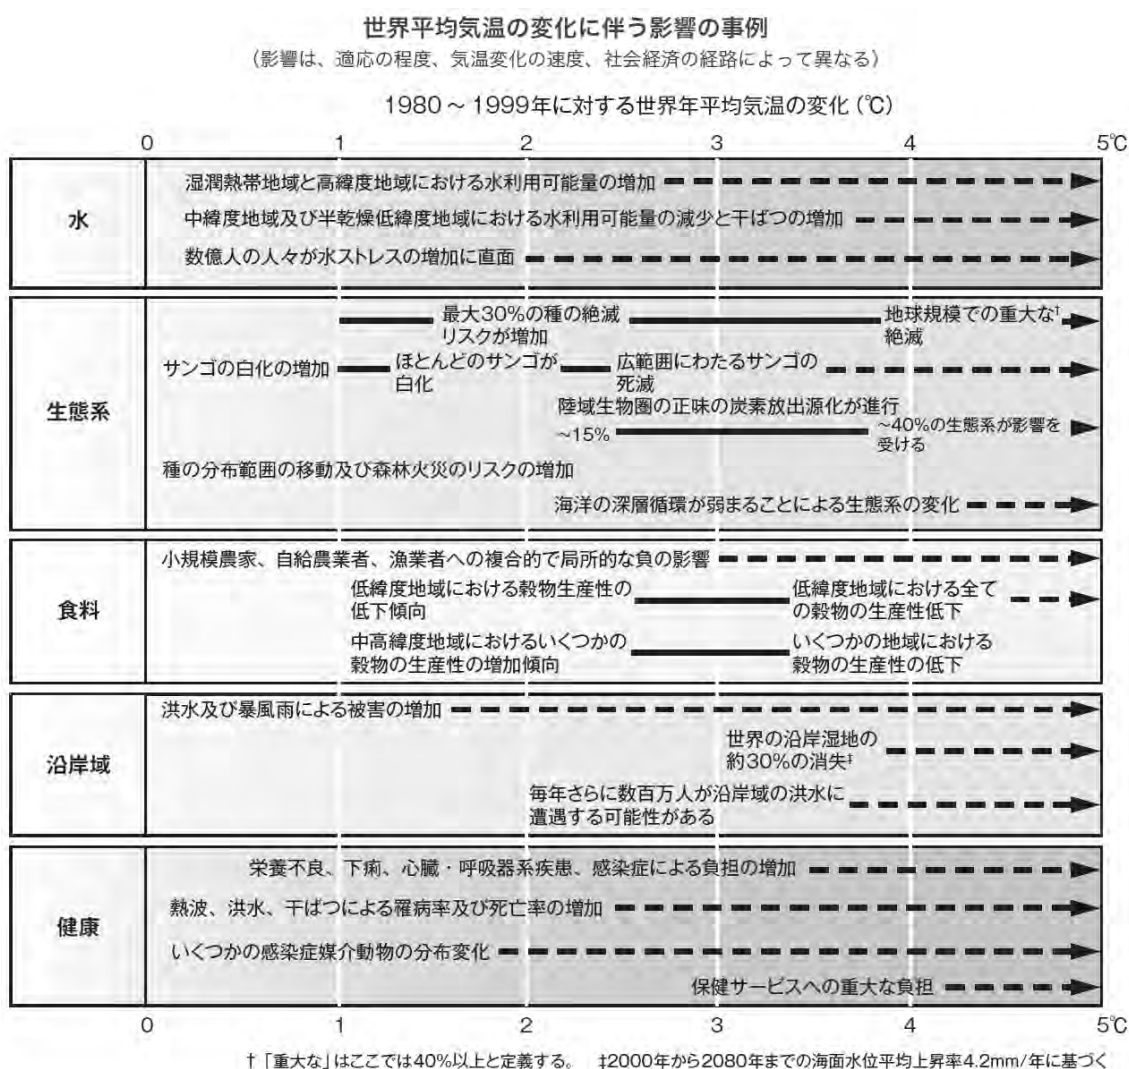 世界平均気温の変化に伴う影響の事例
(影響は、適応の程度、気温変化の速度、社会経済の経路によって異なる)
1980～1999年に対する世界年平均気温の変化(℃)
0 1 2 3 4 5℃
水
湿潤熱帯地域と高緯度地域における水利用可能量の増加
中緯度地域及び半乾燥低緯度地域における水利用可能量の減少と干ばつの増加
数億人の人々が水ストレスの増加に直面
生態系
最大30%の種の絶滅
リスクが増加
地球規模での重大な†
絶滅
サンゴの白化の増加
ほとんどのサンゴが
白化
広範囲にわたるサンゴの
死滅
陸域生物圏の正味の炭素放出源化が進行
~15%
~40%の生態系が影響を
受ける
種の分布範囲の移動及び森林火災のリスクの増加
海洋の深層循環が弱まることによる生態系の変化
食料
小規模農家、自給農業者、漁業者への複合的で局所的な負の影響
低緯度地域における穀物生産性の
低下傾向
低緯度地域における全て
の穀物の生産性低下
中高緯度地域におけるいくつかの
穀物の生産性の増加傾向
いくつかの地域における
穀物の生産性の低下
沿岸域
洪水及び暴風雨による被害の増加
世界の沿岸湿地の
約30%の消失‡
毎年さらに数百万人が沿岸域の洪水に
遭遇する可能性がある
健康
栄養不良、下痢、心臓・呼吸器系疾患、感染症による負担の増加
熱波、洪水、干ばつによる罹病率及び死亡率の増加
いくつかの感染症媒介動物の分布変化
保健サービスへの重大な負担
0 1 2 3 4 5℃
†「重大な」はここでは40%以上と定義する。 ‡2000年から2080年までの海面水位平均上昇率4.2mm/年に基づく